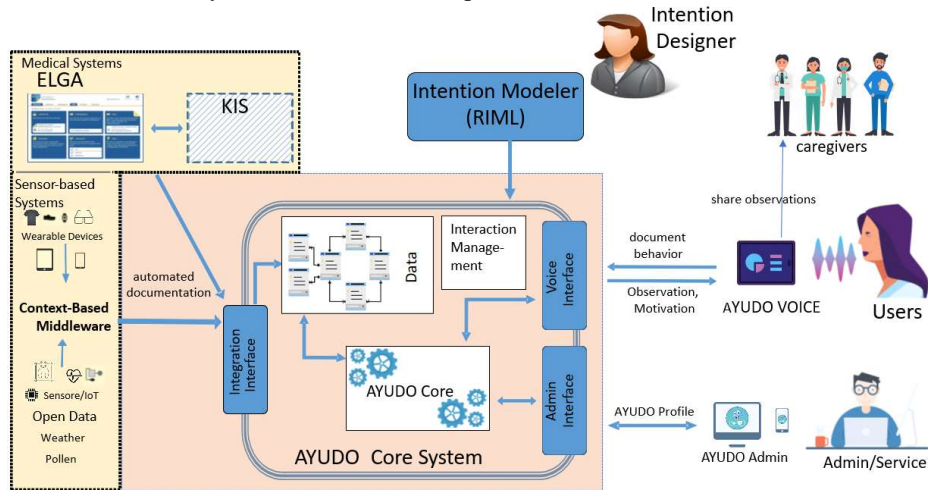 Intention
Designer
Medical Systems
ELGA
KIS
Intention Modeler
(RIML)
caregivers
Sensor-based
Systems
Wearable Devices
share observations
Interaction
Manage-
ment
Data
Voice
Interface
document
behavior
automated
documentation
Observation,
Motivation
AYUDO VOICE
Users
Context-Based
Middleware
Integration
Interface
AYUDO Core
Admin
Interface
Sensore/IoT
Open Data
Weather
Pollen
AYUDO Profile
AYUDO Core System
AYUDO Admin
Admin/Service